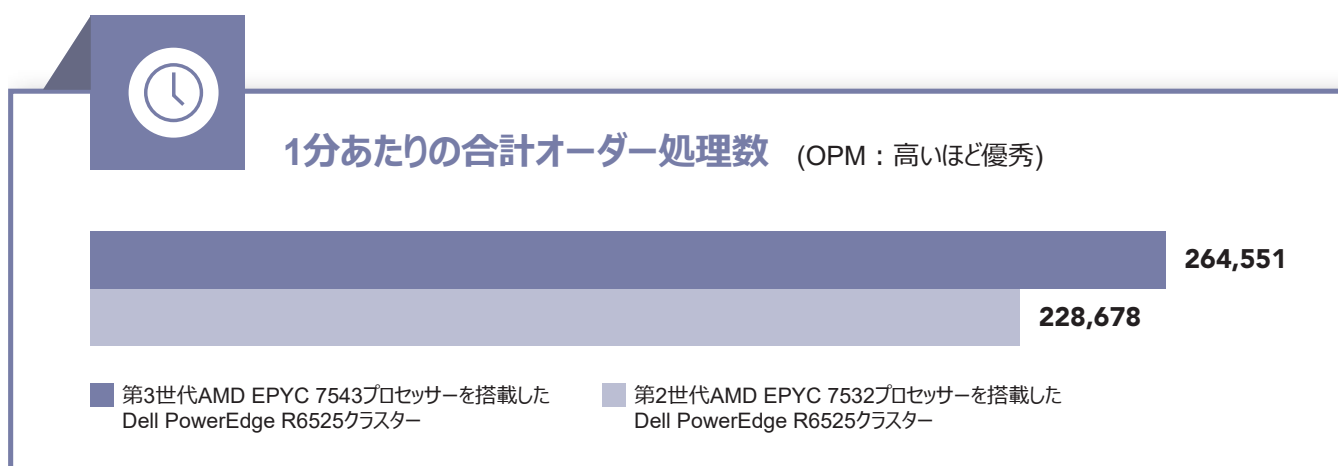 1分あたりの合計オーダー処理数 (OPM：高いほど優秀)
264,551
228,678
第3世代AMD EPYC 7543プロセッサーを搭載した
Dell PowerEdge R6525クラスター
第2世代AMD EPYC 7532プロセッサーを搭載した
Dell PowerEdge R6525クラスター